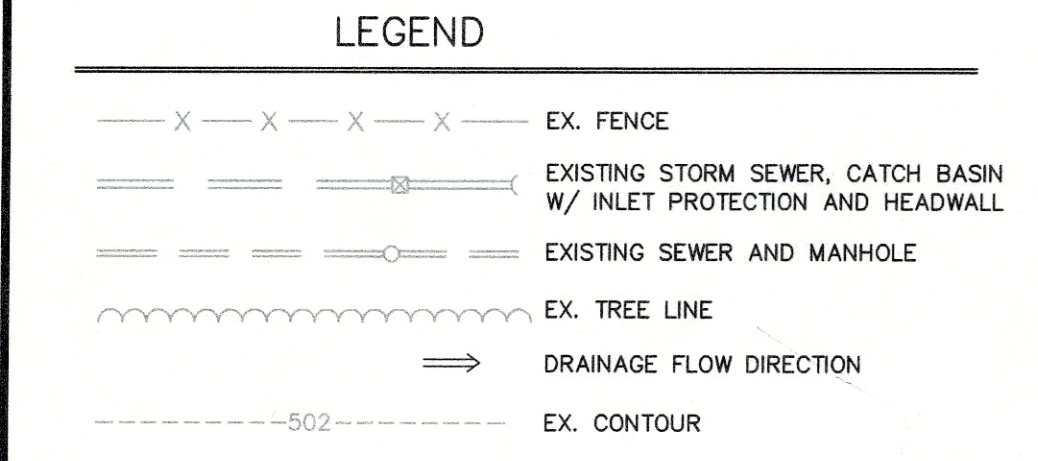 LEGEND
X X X X EX. FENCE
EXISTING STORM SEWER, CATCH BASIN
W/ INLET PROTECTION AND HEADWALL
EXISTING SEWER AND MANHOLE
EX. TREE LINE
DRAINAGE FLOW DIRECTION
502 EX. CONTOUR